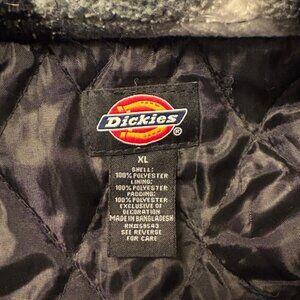 Dickies
®
XL
SHELL:
100% POLYESTER
LINING:
100% POLYESTER
PADDING:
100% POLYESTER
EXCLUSIVE OF
DECORATION
MADE IN BANGLADESH
RN#59543
SEE REVERSE
FOR CARE